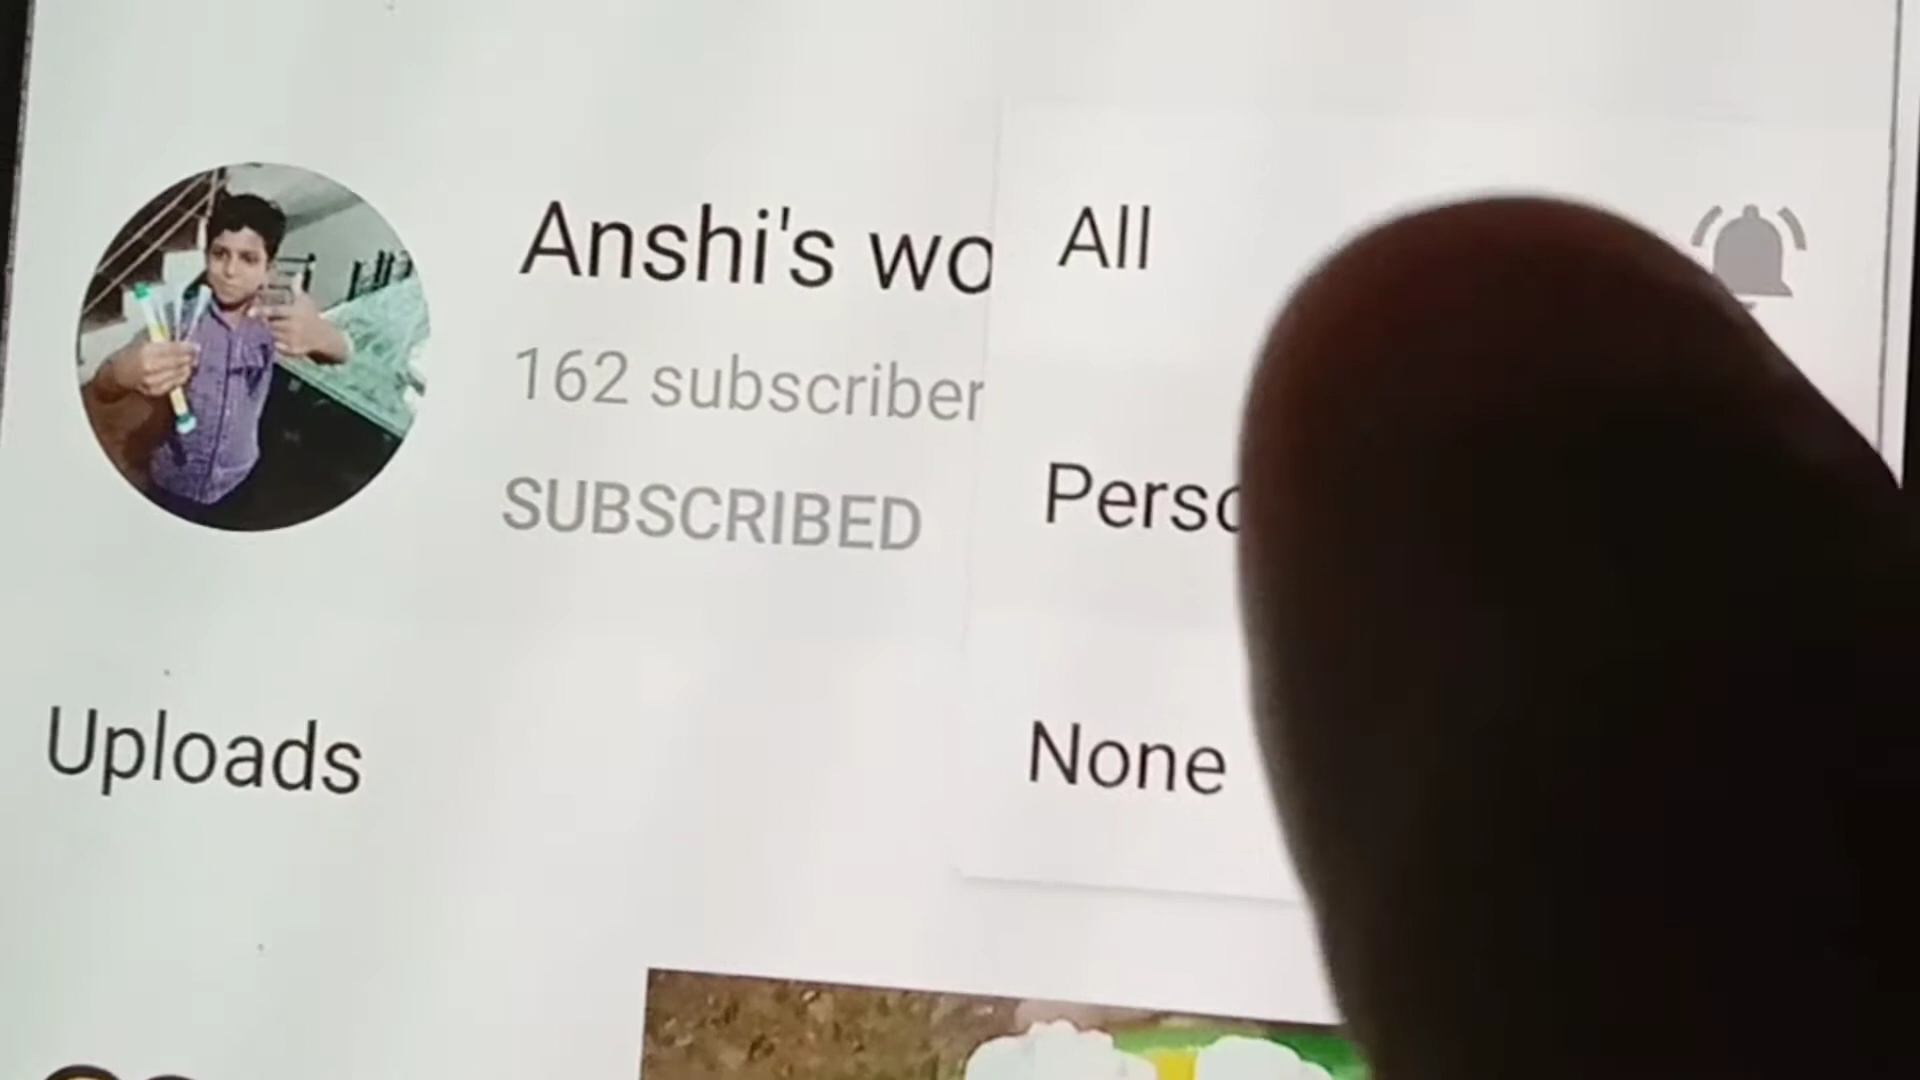 Anshi's wo
162 subscriber
SUBSCRIBED
All
Perso
None
Uploads